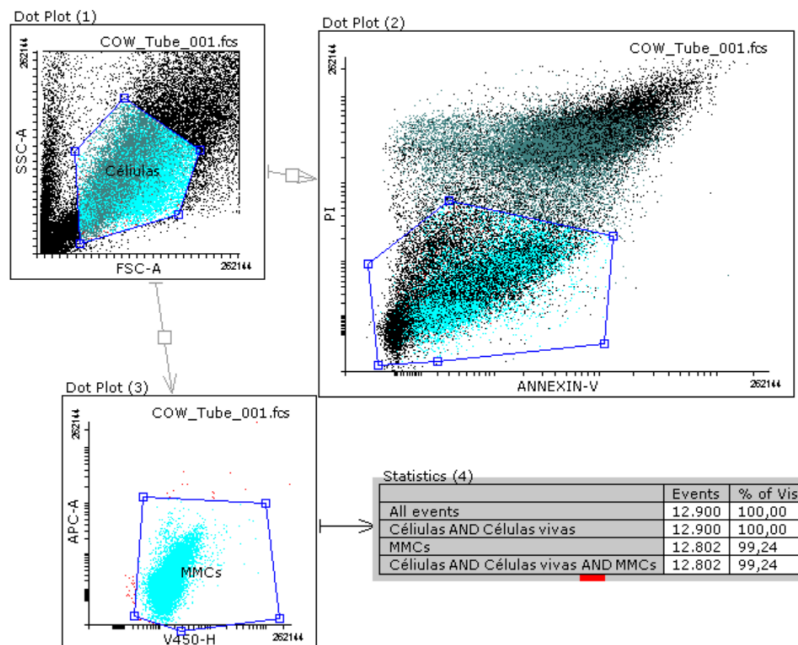 Dot Plot (1)
COW_Tube_001.fcs
262144
SSC-A
Céliulas
FSC-A
262144
Dot Plot (2)
COW_Tube_001.fcs
262144
PI
ANNEXIN-V
262144
Dot Plot (3)
COW_Tube_001.fcs
262144
APC-A
MMCs
V450-H
262144
Statistics (4)
Events % of Vis
All events 12.900 100,00
Céliulas AND Células vivas 12.900 100,00
MMCs 12.802 99,24
Céliulas AND Células vivas AND MMCs 12.802 99,24